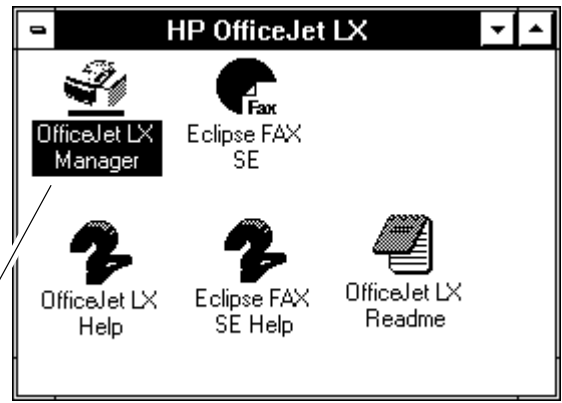 HP OfficeJet LX
Fax
OfficeJet LX
Manager
Eclipse FAX
SE
OfficeJet LX
Help
Eclipse FAX
SE Help
OfficeJet LX
Readme